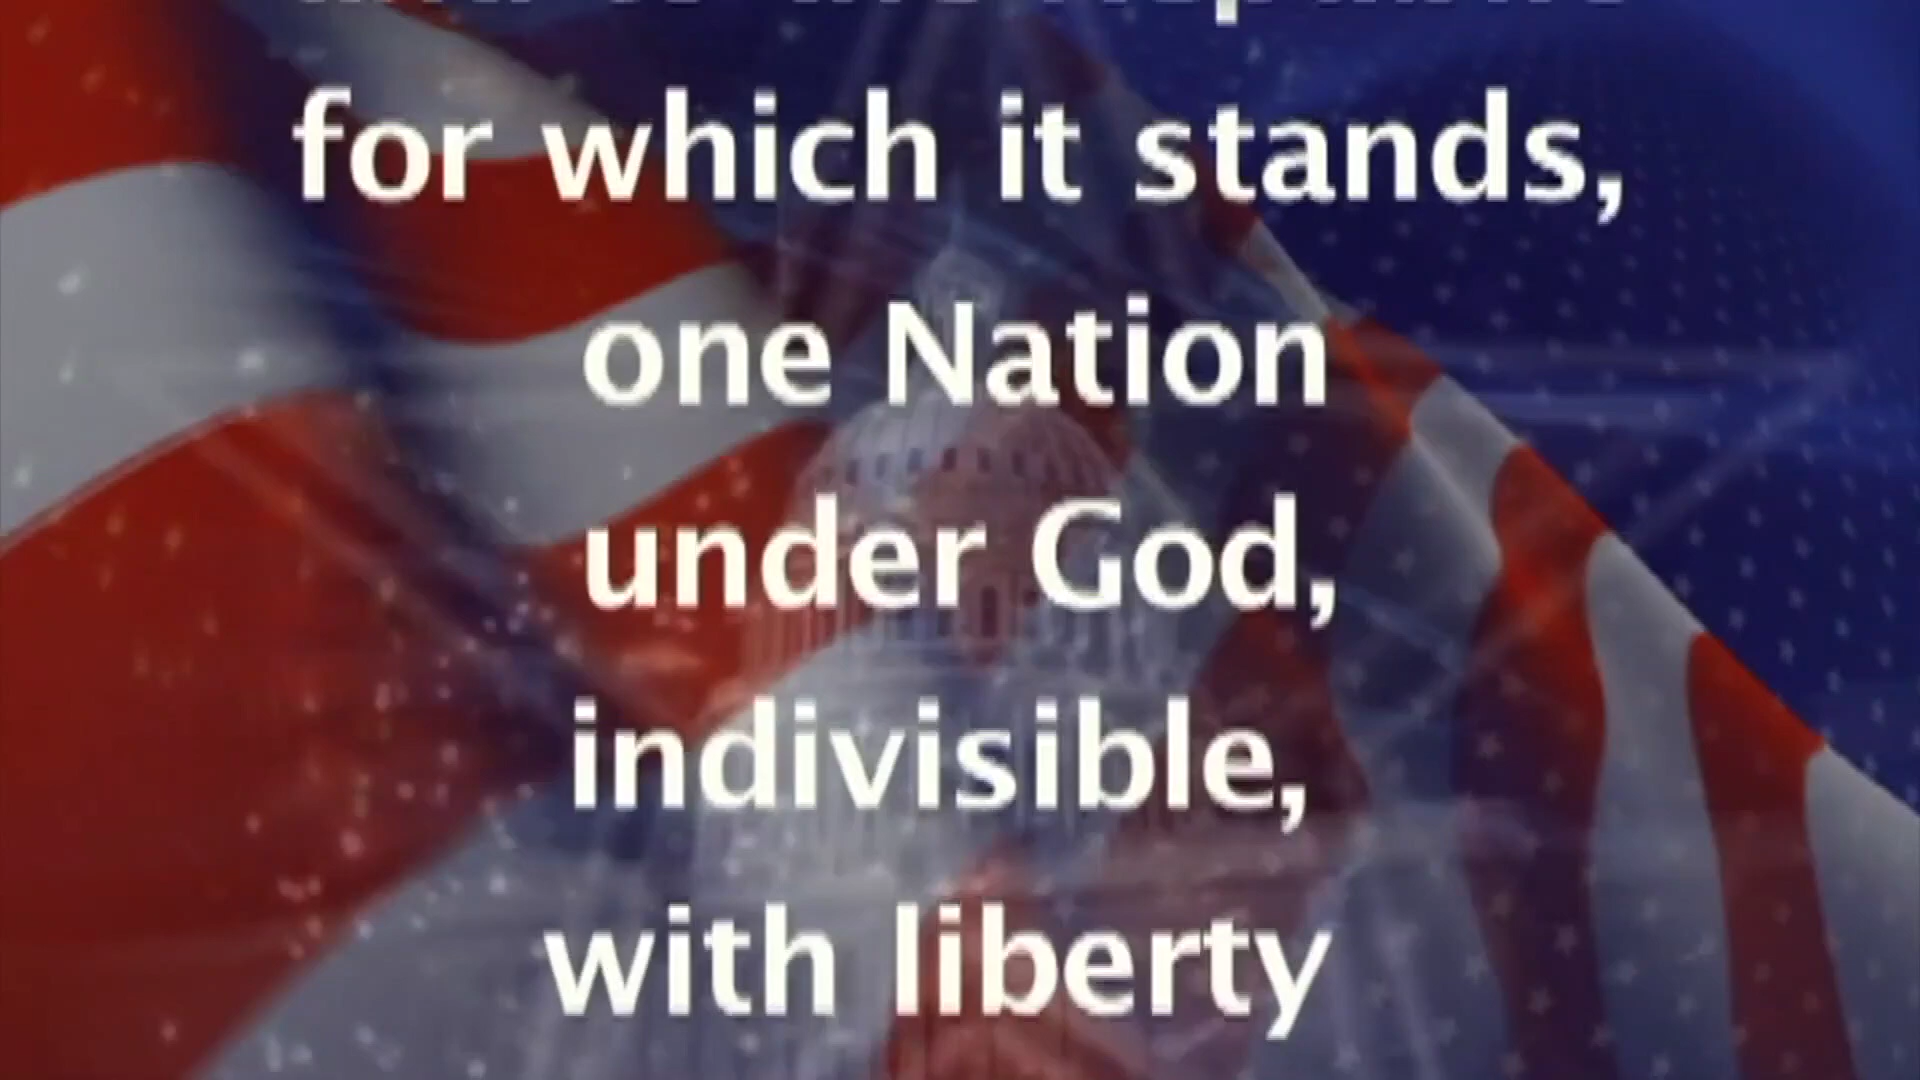 for which it stands,
one Nation
under God,
indivisible,
with liberty